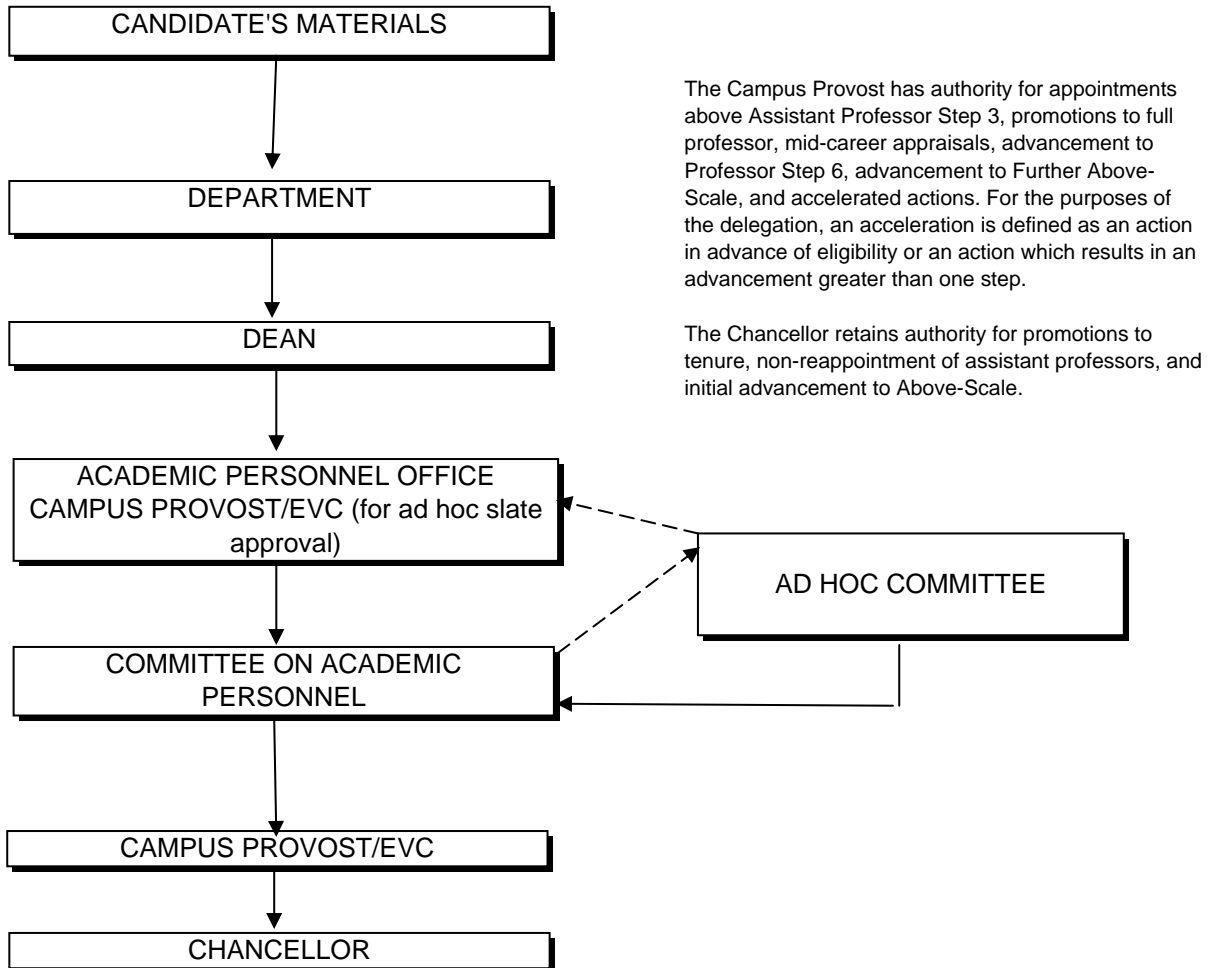 CANDIDATE'S MATERIALS
The Campus Provost has authority for appointments
above Assistant Professor Step 3, promotions to full
professor, mid-career appraisals, advancement to
Professor Step 6, advancement to Further Above-
Scale, and accelerated actions. For the purposes of
the delegation, an acceleration is defined as an action
in advance of eligibility or an action which results in an
advancement greater than one step.
The Chancellor retains authority for promotions to
tenure, non-reappointment of assistant professors, and
initial advancement to Above-Scale.
DEPARTMENT
DEAN
ACADEMIC PERSONNEL OFFICE
CAMPUS PROVOST/EVC (for ad hoc slate
approval)
AD HOC COMMITTEE
COMMITTEE ON ACADEMIC
PERSONNEL
CAMPUS PROVOST/EVC
CHANCELLOR